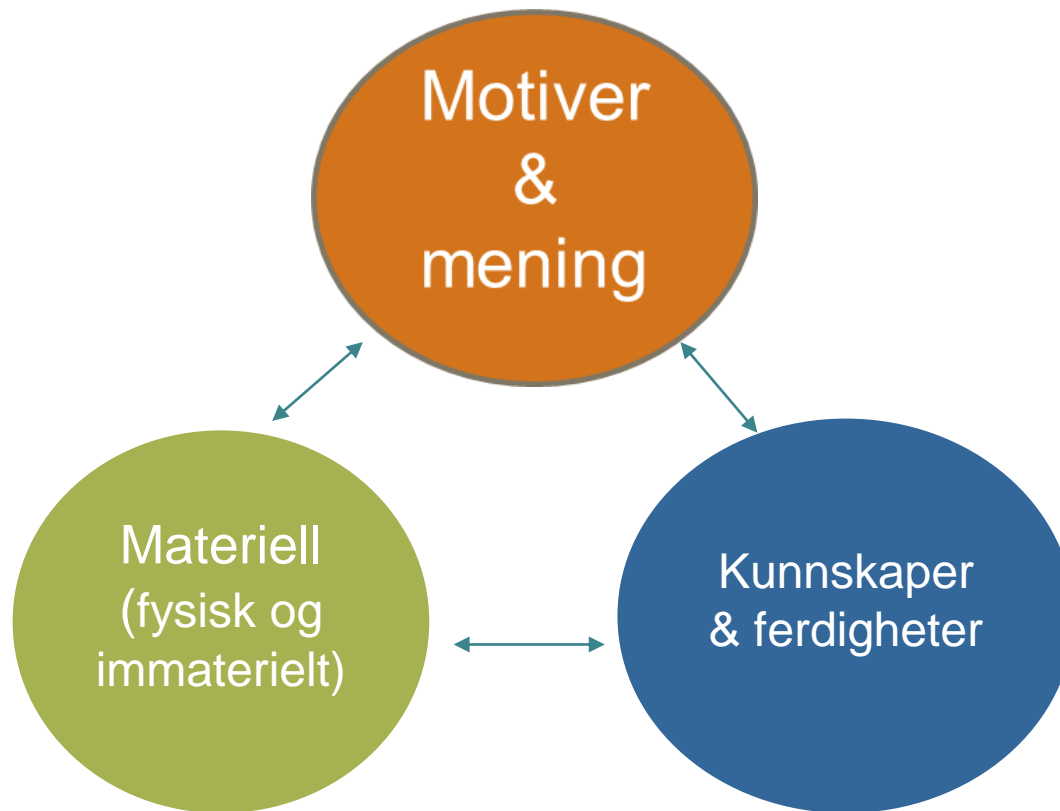 Motiver
&
mening
Materiell
(fysisk og
immaterielt)
Kunnskaper
& ferdigheter